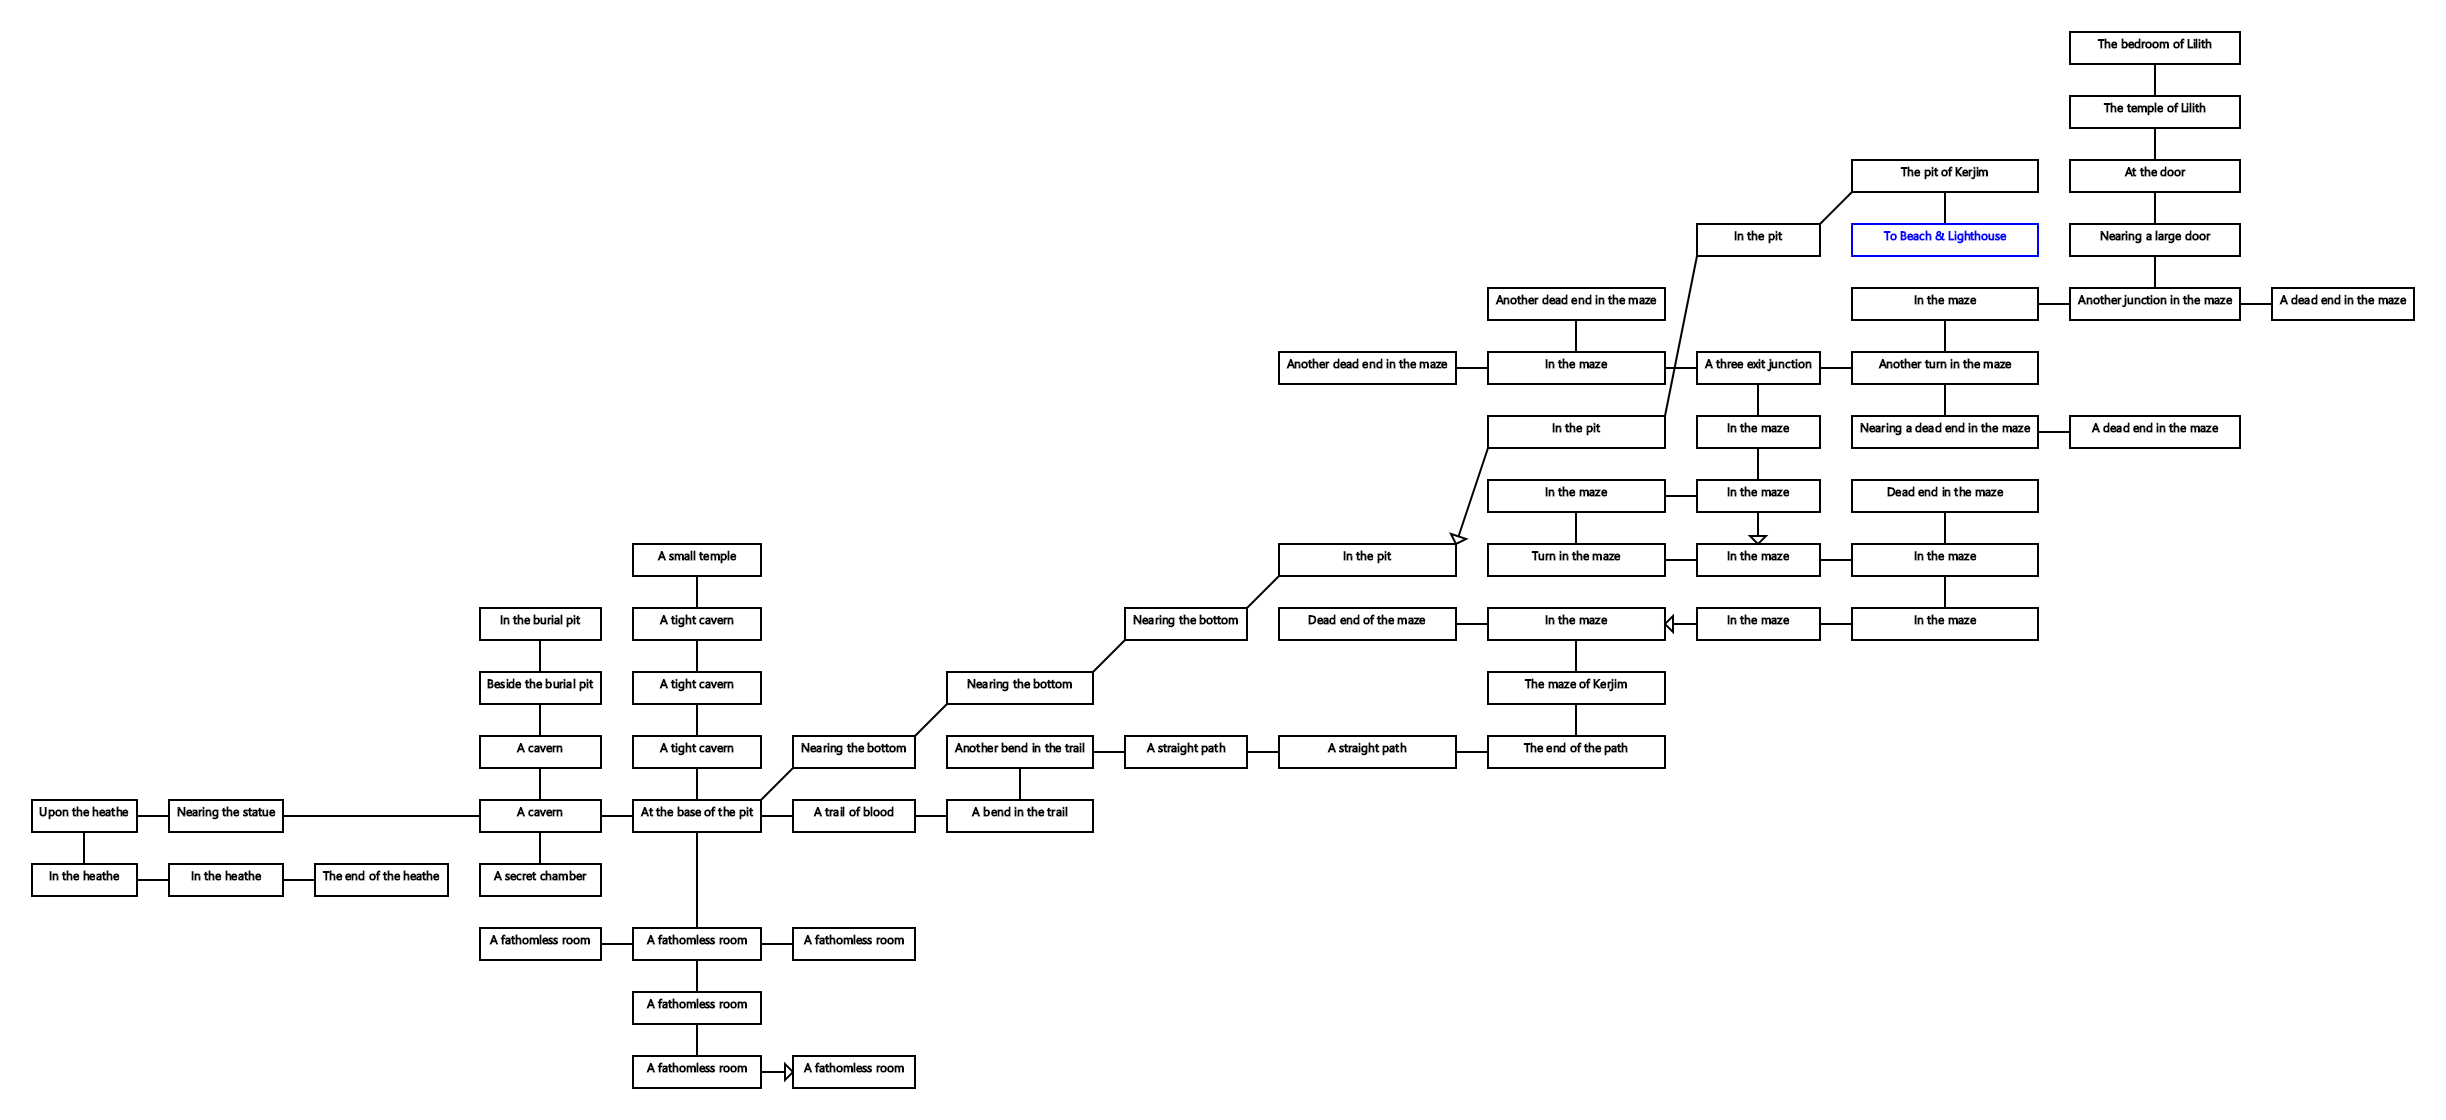 The bedroom of Lilith
The temple of Lilith
The pit of Kerjim
At the door
In the pit
To Beach & Lighthouse
Nearing a large door
Another dead end in the maze
In the maze
Another junction in the maze
A dead end in the maze
Another dead end in the maze
In the maze
A three exit junction
Another turn in the maze
In the pit
In the maze
Nearing a dead end in the maze
A dead end in the maze
In the maze
In the maze
Dead end in the maze
A small temple
In the pit
Turn in the maze
In the maze
In the maze
In the burial pit
A tight cavern
Nearing the bottom
Dead end of the maze
In the maze
In the maze
In the maze
Beside the burial pit
A tight cavern
Nearing the bottom
The maze of Kerjim
A cavern
A tight cavern
Nearing the bottom
Another bend in the trail
A straight path
A straight path
The end of the path
Upon the heathe
Nearing the statue
A cavern
At the base of the pit
A trail of blood
A bend in the trail
In the heathe
In the heathe
The end of the heathe
A secret chamber
A fathomless room
A fathomless room
A fathomless room
A fathomless room
A fathomless room
A fathomless room